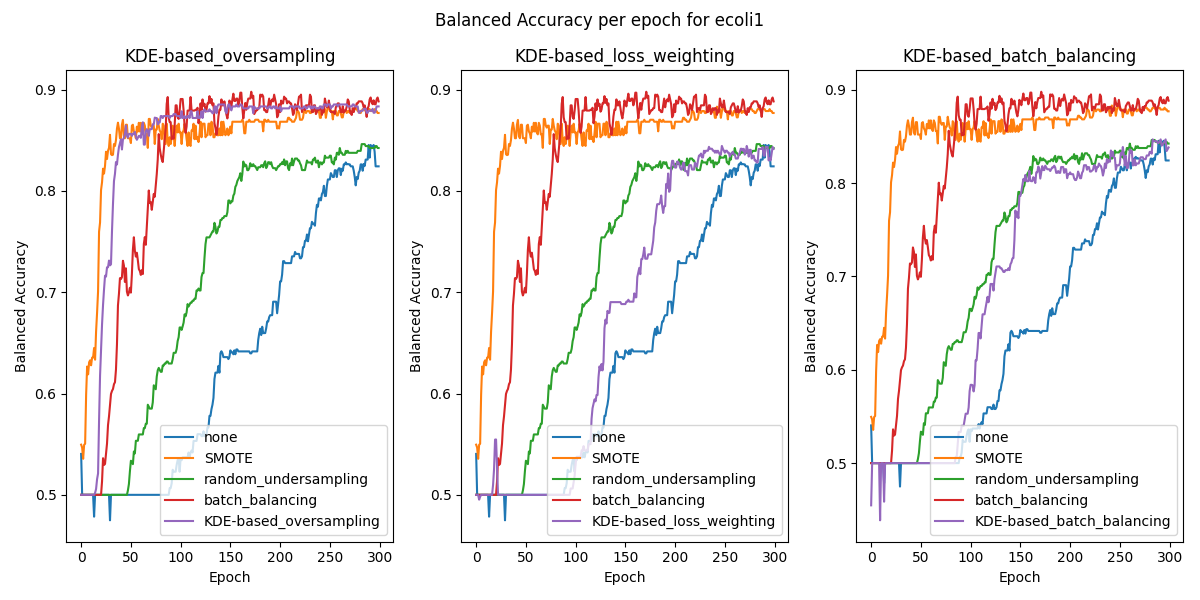 Balanced Accuracy per epoch for ecoli1
KDE-based_oversampling
Balanced Accuracy
0.9
0.8
0.7
0.6
0.5
none
SMOTE
random_undersampling
batch_balancing
KDE-based_oversampling
0 50 100 150 200 250 300
Epoch
KDE-based_loss_weighting
Balanced Accuracy
0.9
0.8
0.7
0.6
0.5
none
SMOTE
random_undersampling
batch_balancing
KDE-based_loss_weighting
0 50 100 150 200 250 300
Epoch
KDE-based_batch_balancing
Balanced Accuracy
0.9
0.8
0.7
0.6
0.5
none
SMOTE
random_undersampling
batch_balancing
KDE-based_batch_balancing
0 50 100 150 200 250 300
Epoch